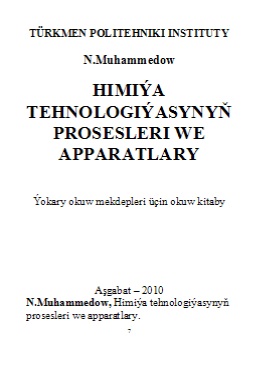 TÜRKMEN POLITEHNIKI INSTITUTY
N.Muhammedow
HIMIÝA
TEHNOLOGIÝASYNYŇ
PROSESLERI WE
APPARATLARY
Ýokary okuw mekdepleri üçin okuw kitaby
Aşgabat – 2010
N.Muhammedow, Himiýa tehnologiýasynyň
prosesleri we apparatlary.